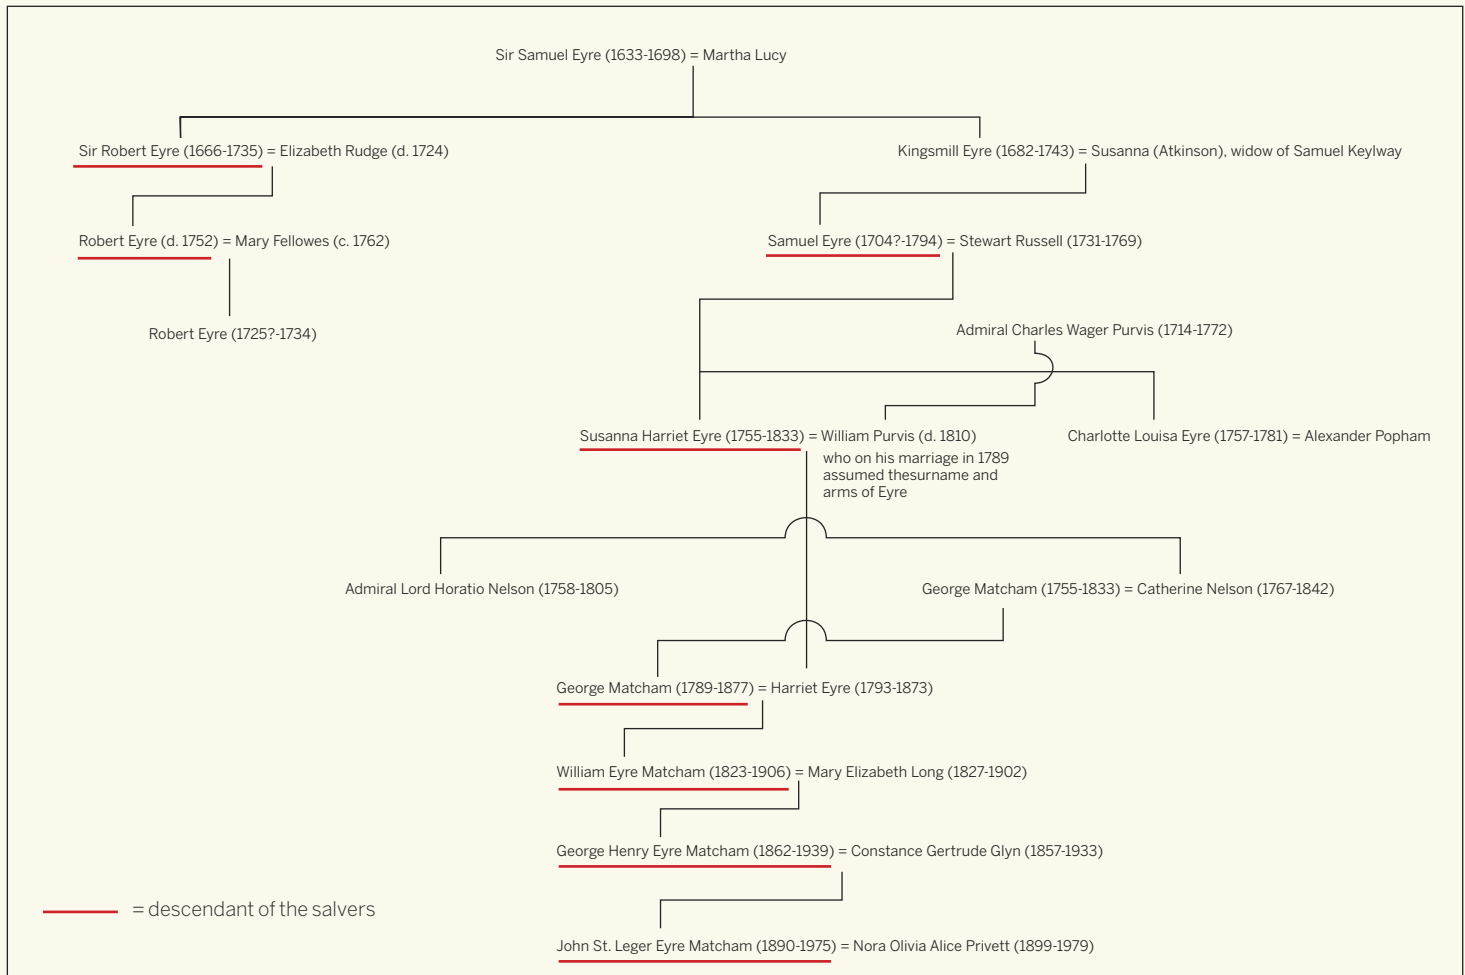 Sir Samuel Eyre (1633-1698) = Martha Lucy
Sir Robert Eyre (1666-1735) = Elizabeth Rudge (d. 1724)
Kingsmill Eyre (1682-1743) = Susanna (Atkinson), widow of Samuel Keylway
Robert Eyre (d. 1752) = Mary Fellowes (c. 1762)
Samuel Eyre (1704?-1794) = Stewart Russell (1731-1769)
Robert Eyre (1725?-1734)
Admiral Charles Wager Purvis (1714-1772)
Susanna Harriet Eyre (1755-1833) = William Purvis (d. 1810)
who on his marriage in 1789
assumed thesurname and
arms of Eyre
Charlotte Louisa Eyre (1757-1781) = Alexander Popham
Admiral Lord Horatio Nelson (1758-1805)
George Matcham (1755-1833) = Catherine Nelson (1767-1842)
George Matcham (1789-1877) = Harriet Eyre (1793-1873)
William Eyre Matcham (1823-1906) = Mary Elizabeth Long (1827-1902)
George Henry Eyre Matcham (1862-1939) = Constance Gertrude Glyn (1857-1933)
= descendant of the salvers
John St. Leger Eyre Matcham (1890-1975) = Nora Olivia Alice Privett (1899-1979)